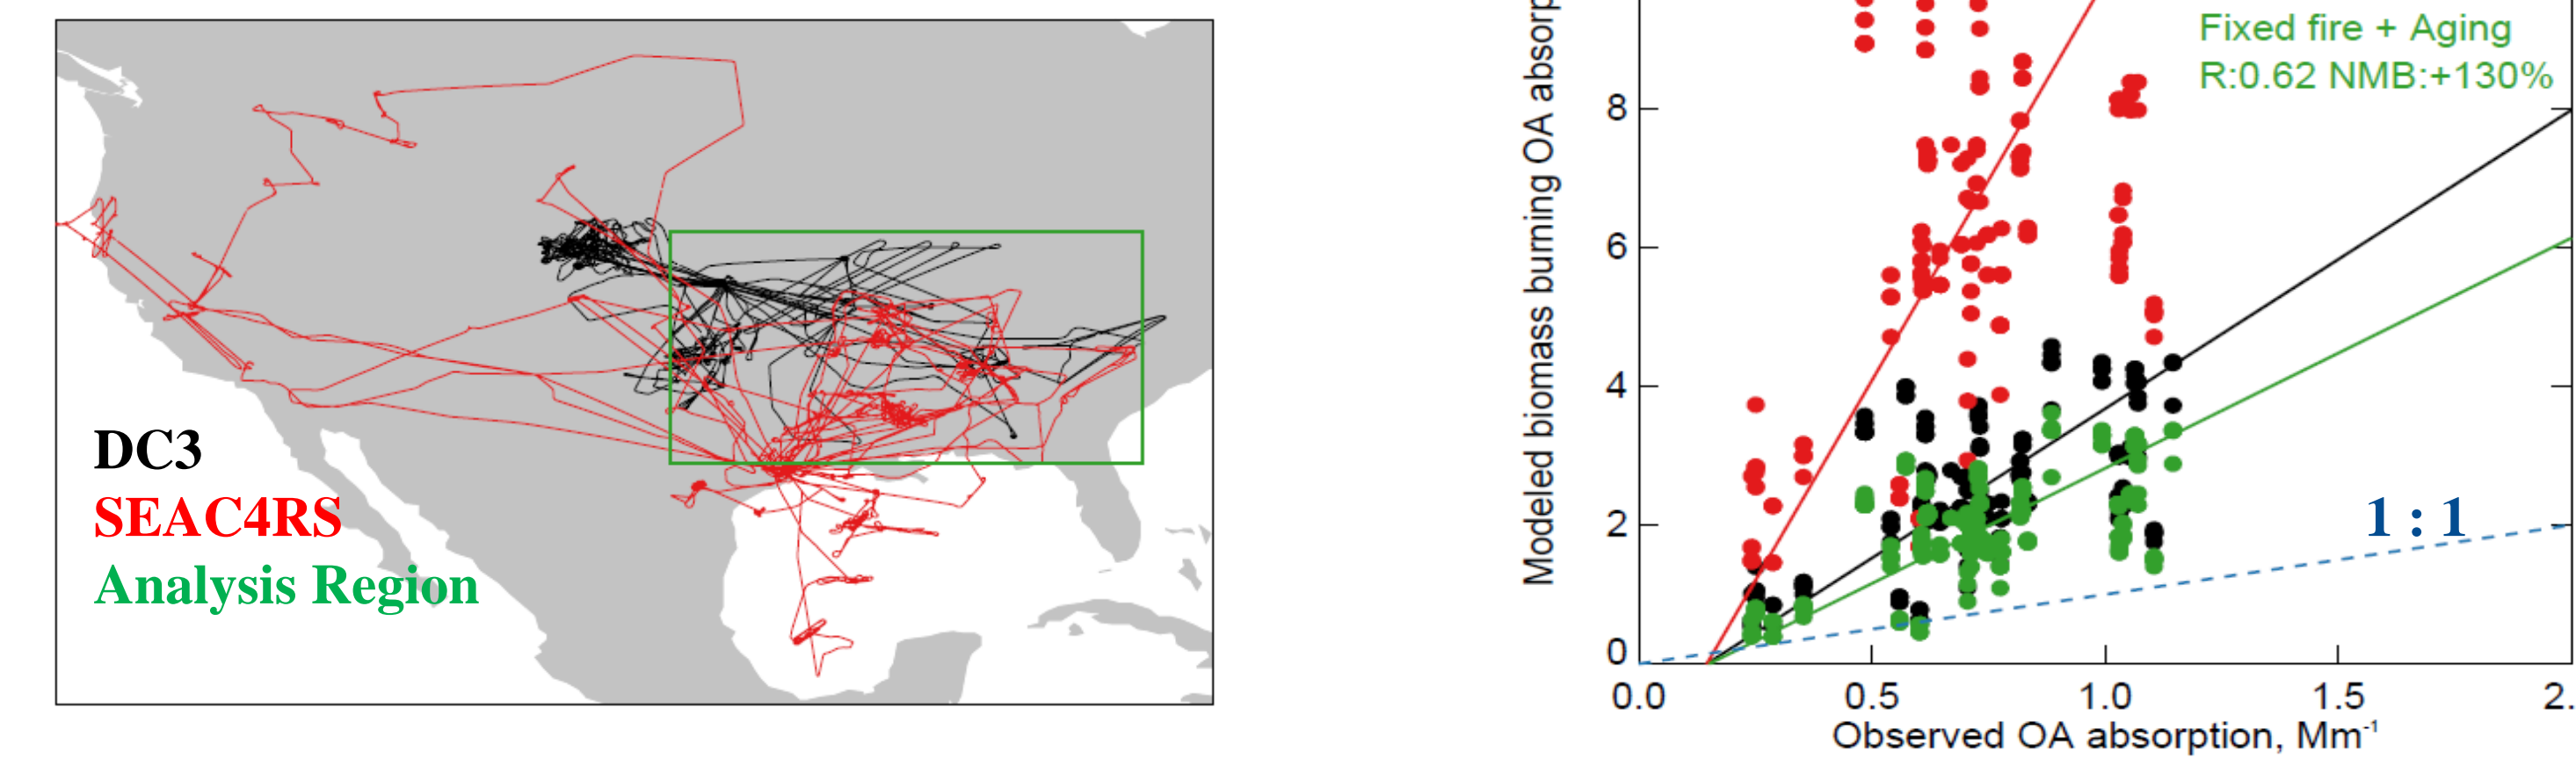 DC3
SEAC4RS
Analysis Region
Modeled biomass burning OA absorp
Fixed fire + Aging
R:0.62 NMB:+130%
8
6
4
2
0
1 : 1
0.0 0.5 1.0 1.5 2.
Observed OA absorption, Mm⁻¹